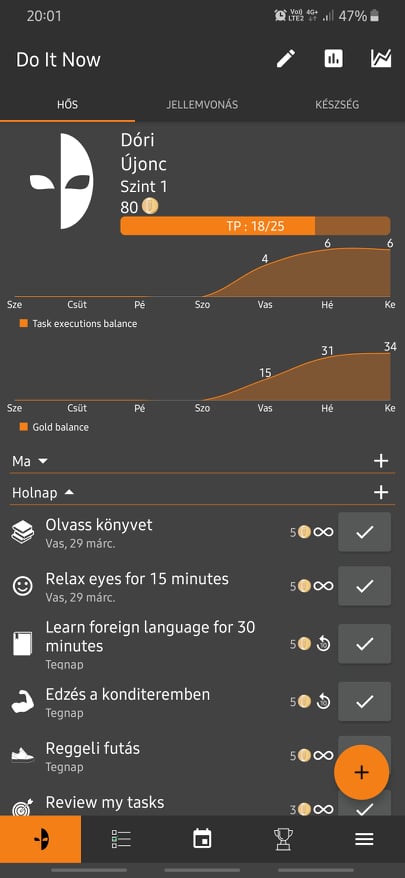 20:01
Vo)) 4G+
LTE2
47%
Do It Now
HŐS JELLEMVONÁS KÉSZSÉG
Dóri
Újonc
Szint 1
80
TP : 18/25
4 6 6
Sze Csüt Pé Szo Vas Hé Ke
Task executions balance
15 31 34
Sze Csüt Pé Szo Vas Hé Ke
Gold balance
Ma
Holnap
Olvass könyvet
Vas, 29 márc.
5
Relax eyes for 15 minutes
Vas, 29 márc.
5
Learn foreign language for 30
minutes
Tegnap
5
Edzés a konditeremben
Tegnap
5
Reggeli futás
Tegnap
5
Review my tasks
3